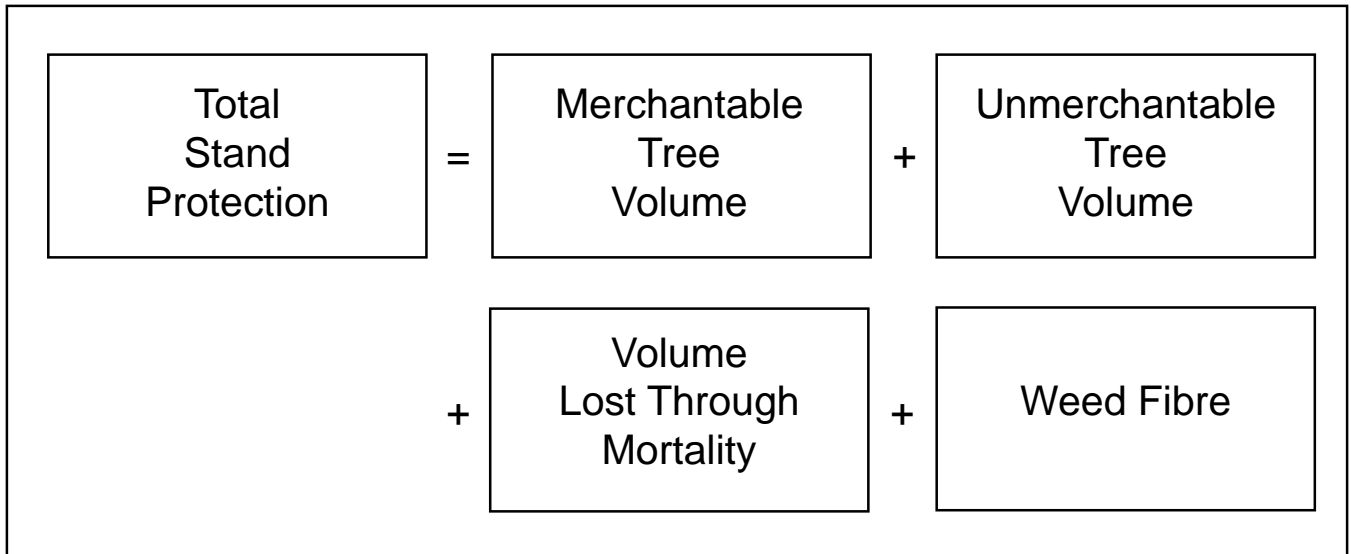 Total
Stand
Protection
=
Merchantable
Tree
Volume
+
Unmerchantable
Tree
Volume
+
Volume
Lost Through
Mortality
+
Weed Fibre